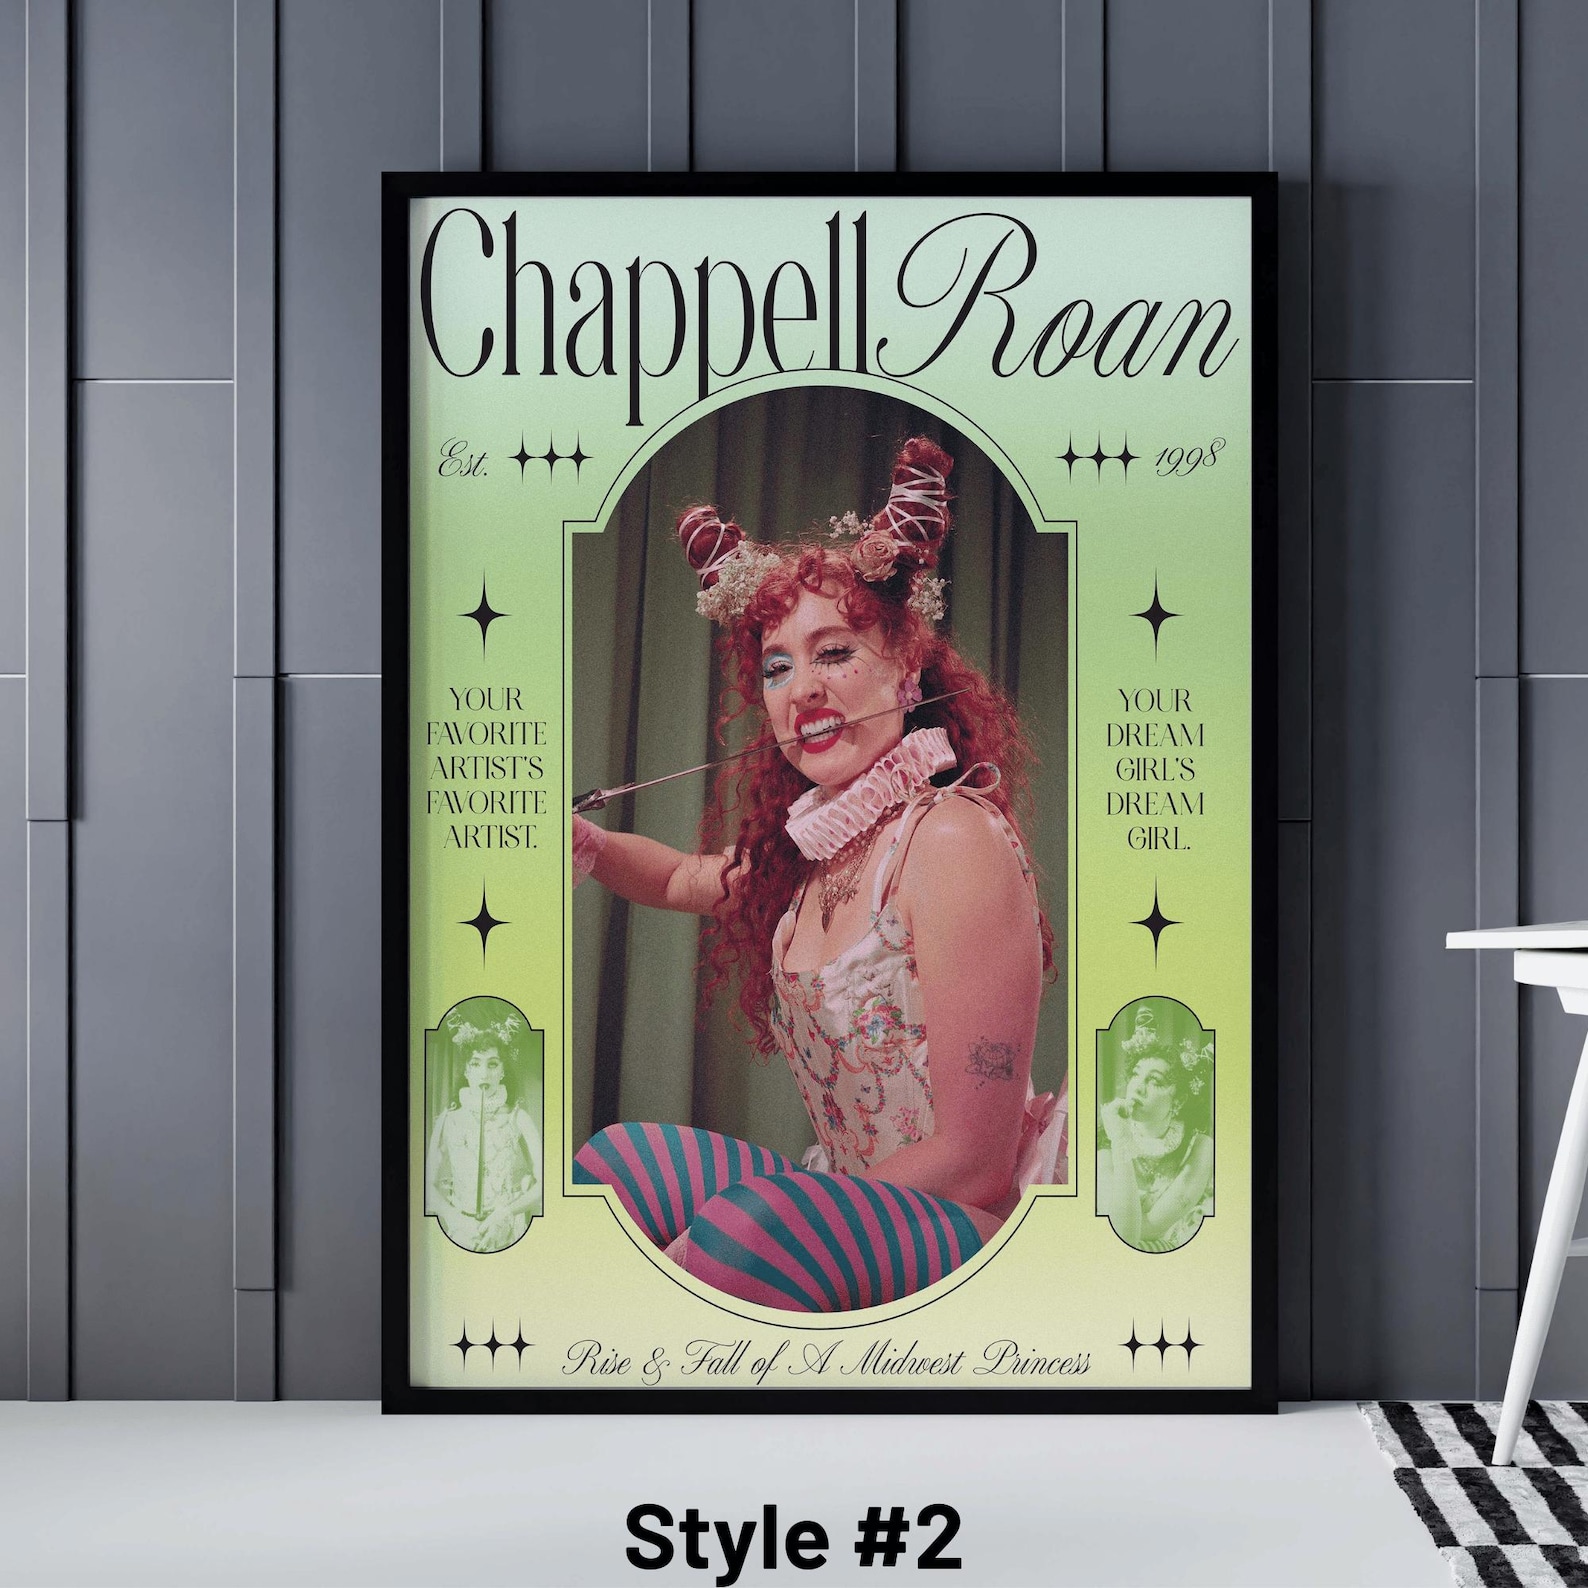 Chappell Roan
Est.
1998
YOUR
FAVORITE
ARTIST'S
FAVORITE
ARTIST.
YOUR
DREAM
GIRL'S
DREAM
GIRL.
Rise & Fall of A Midwest Princess
Style #2